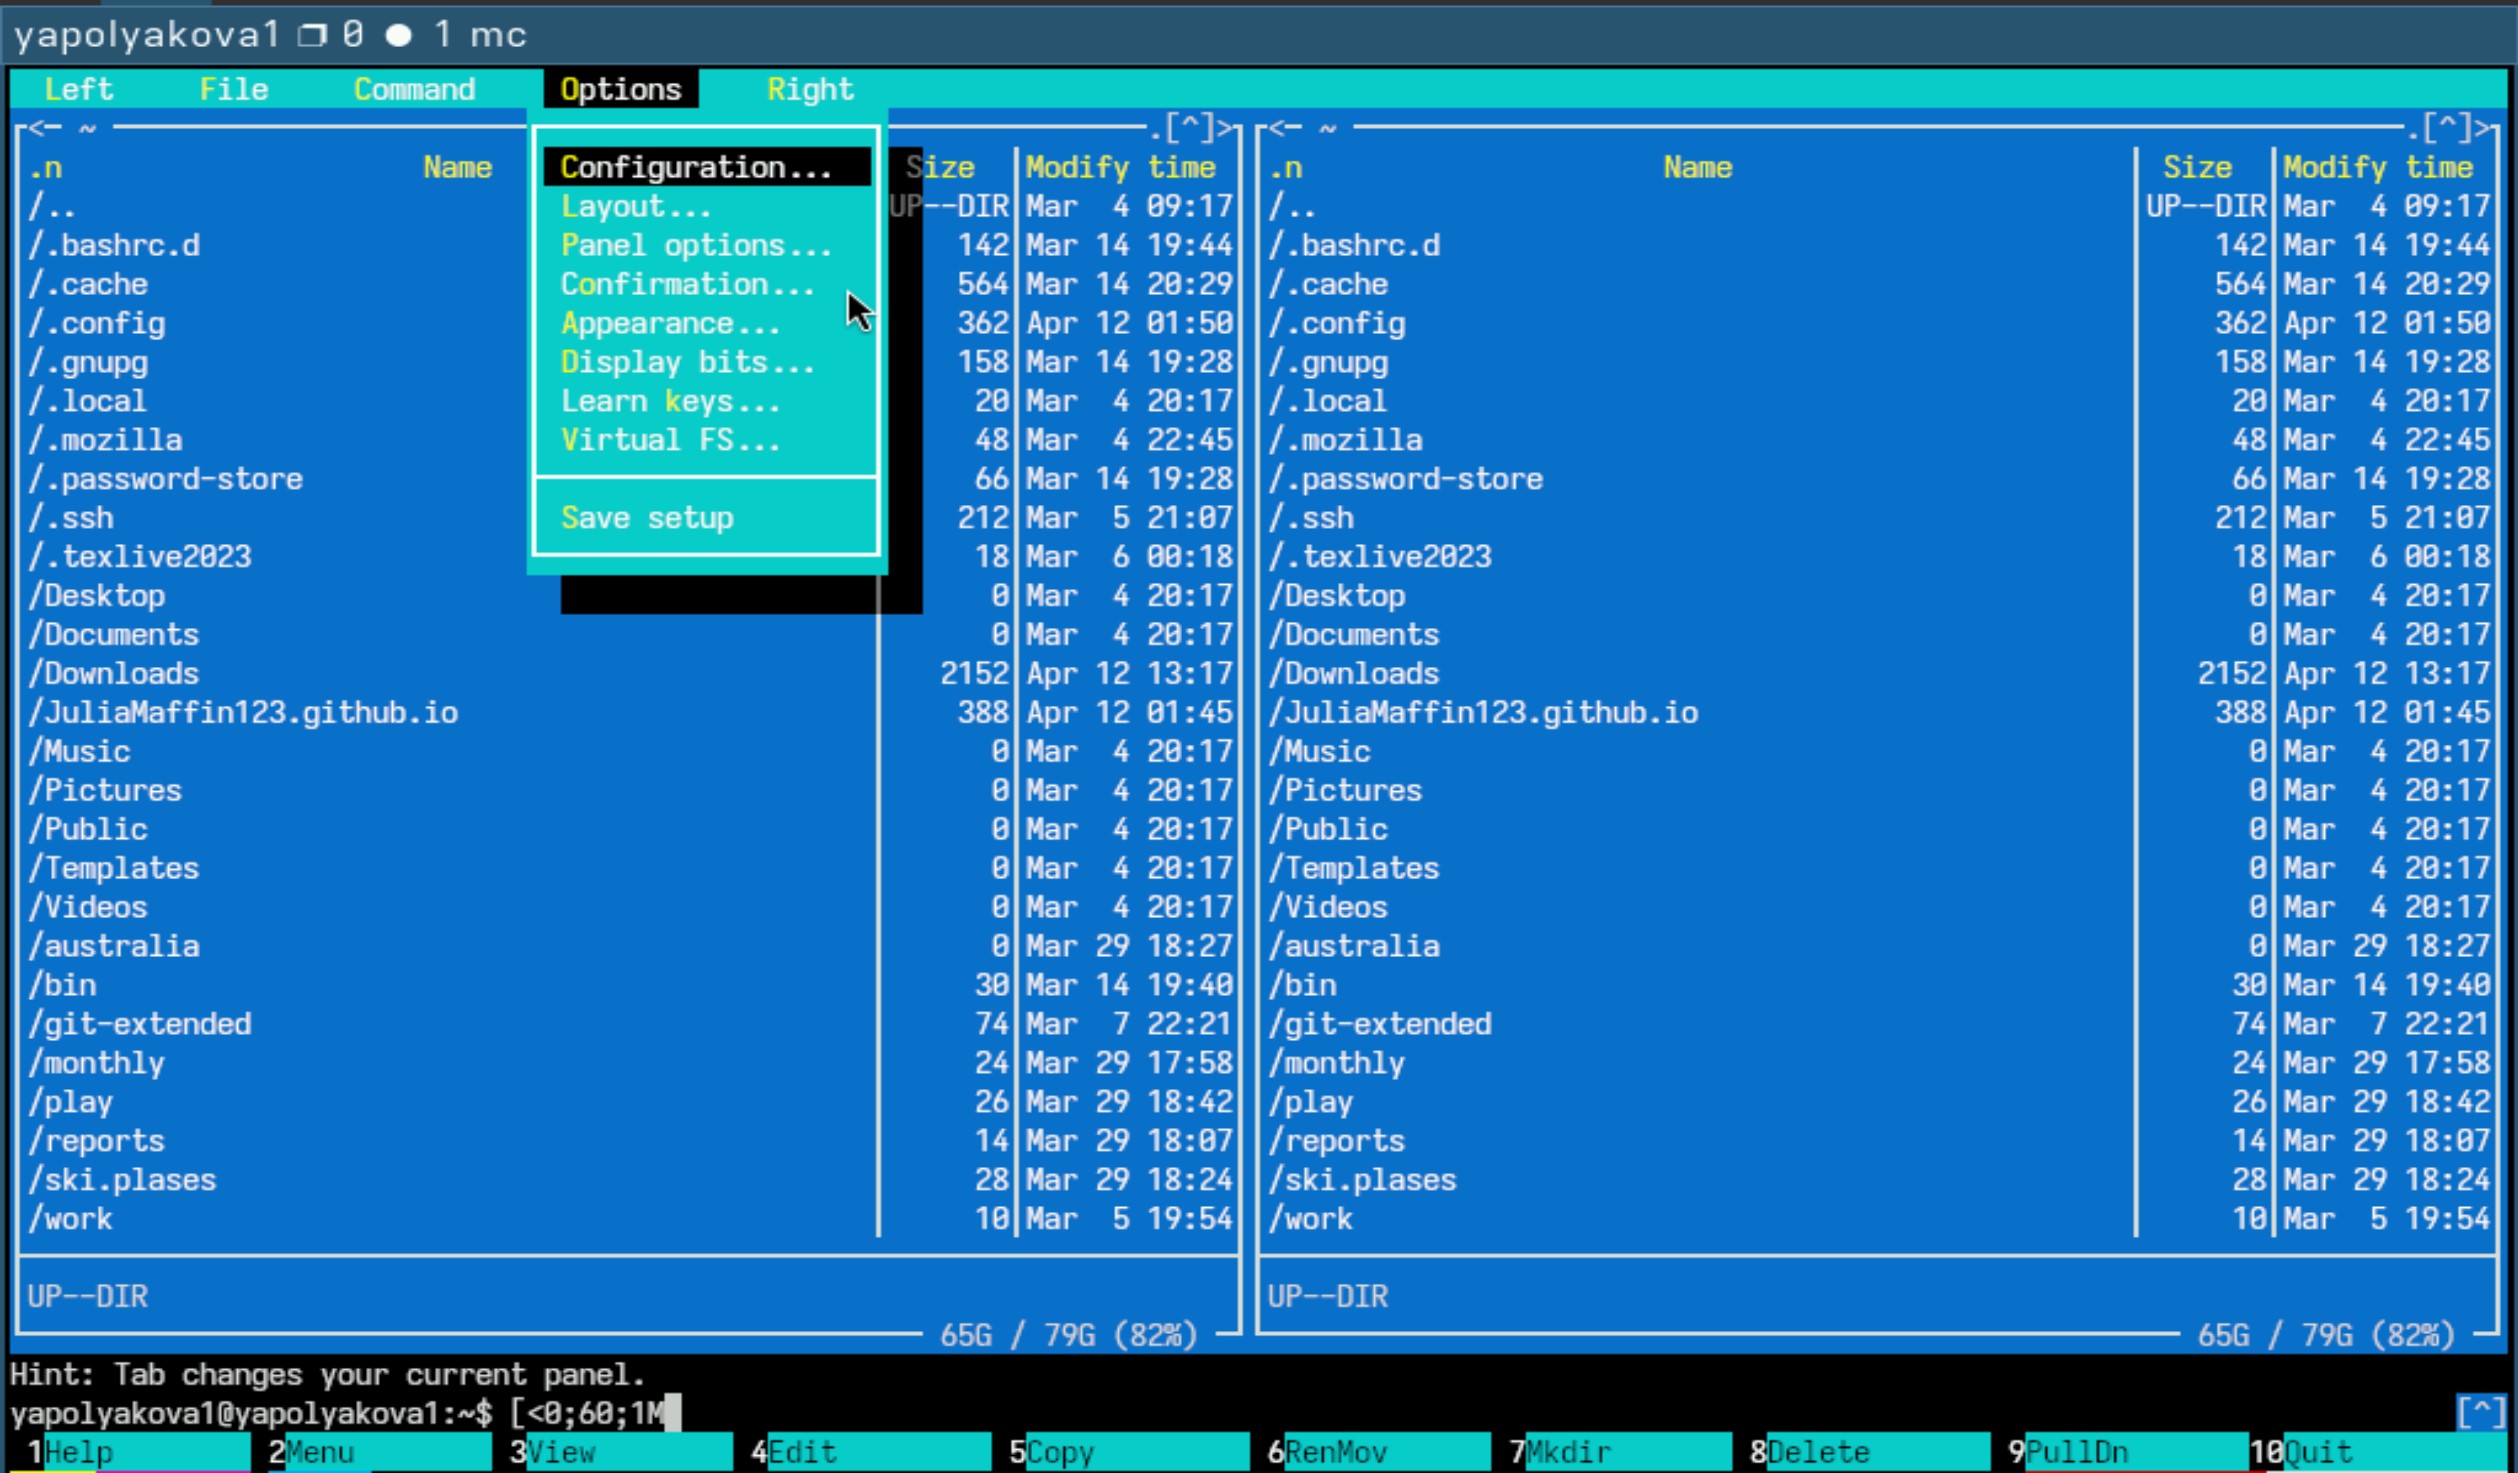 yapolyakova1 0 1 mc
Left File Command Options Right
<- ~ .[^]> <- ~ .[^]>
.n Name Size Modify time .n Name Size Modify time
/.. UP--DIR Mar 4 09:17 /.. UP--DIR Mar 4 09:17
/.bashrc.d 142 Mar 14 19:44 /.bashrc.d 142 Mar 14 19:44
/.cache 564 Mar 14 20:29 /.cache 564 Mar 14 20:29
/.config 362 Apr 12 01:50 /.config 362 Apr 12 01:50
/.gnupg 158 Mar 14 19:28 /.gnupg 158 Mar 14 19:28
/.local 20 Mar 4 20:17 /.local 20 Mar 4 20:17
/.mozilla 48 Mar 4 22:45 /.mozilla 48 Mar 4 22:45
/.password-store 66 Mar 14 19:28 /.password-store 66 Mar 14 19:28
/.ssh 212 Mar 5 21:07 /.ssh 212 Mar 5 21:07
/.texlive2023 18 Mar 6 00:18 /.texlive2023 18 Mar 6 00:18
/Desktop 0 Mar 4 20:17 /Desktop 0 Mar 4 20:17
/Documents 0 Mar 4 20:17 /Documents 0 Mar 4 20:17
/Downloads 2152 Apr 12 13:17 /Downloads 2152 Apr 12 13:17
/JuliaMaffin123.github.io 388 Apr 12 01:45 /JuliaMaffin123.github.io 388 Apr 12 01:45
/Music 0 Mar 4 20:17 /Music 0 Mar 4 20:17
/Pictures 0 Mar 4 20:17 /Pictures 0 Mar 4 20:17
/Public 0 Mar 4 20:17 /Public 0 Mar 4 20:17
/Templates 0 Mar 4 20:17 /Templates 0 Mar 4 20:17
/Videos 0 Mar 4 20:17 /Videos 0 Mar 4 20:17
/australia 0 Mar 29 18:27 /australia 0 Mar 29 18:27
/bin 30 Mar 14 19:40 /bin 30 Mar 14 19:40
/git-extended 74 Mar 7 22:21 /git-extended 74 Mar 7 22:21
/monthly 24 Mar 29 17:58 /monthly 24 Mar 29 17:58
/play 26 Mar 29 18:42 /play 26 Mar 29 18:42
/reports 14 Mar 29 18:07 /reports 14 Mar 29 18:07
/ski.plases 28 Mar 29 18:24 /ski.plases 28 Mar 29 18:24
/work 10 Mar 5 19:54 /work 10 Mar 5 19:54
Configuration...
Layout...
Panel options...
Confirmation...
Appearance...
Display bits...
Learn keys...
Virtual FS...
Save setup
UP--DIR UP--DIR
65G / 79G (82%) 65G / 79G (82%)
Hint: Tab changes your current panel.
yapolyakova1@yapolyakova1:~$ [<0;60;1M [^]
1Help 2Menu 3View 4Edit 5Copy 6RenMov 7Mkdir 8Delete 9PullDn 10Quit